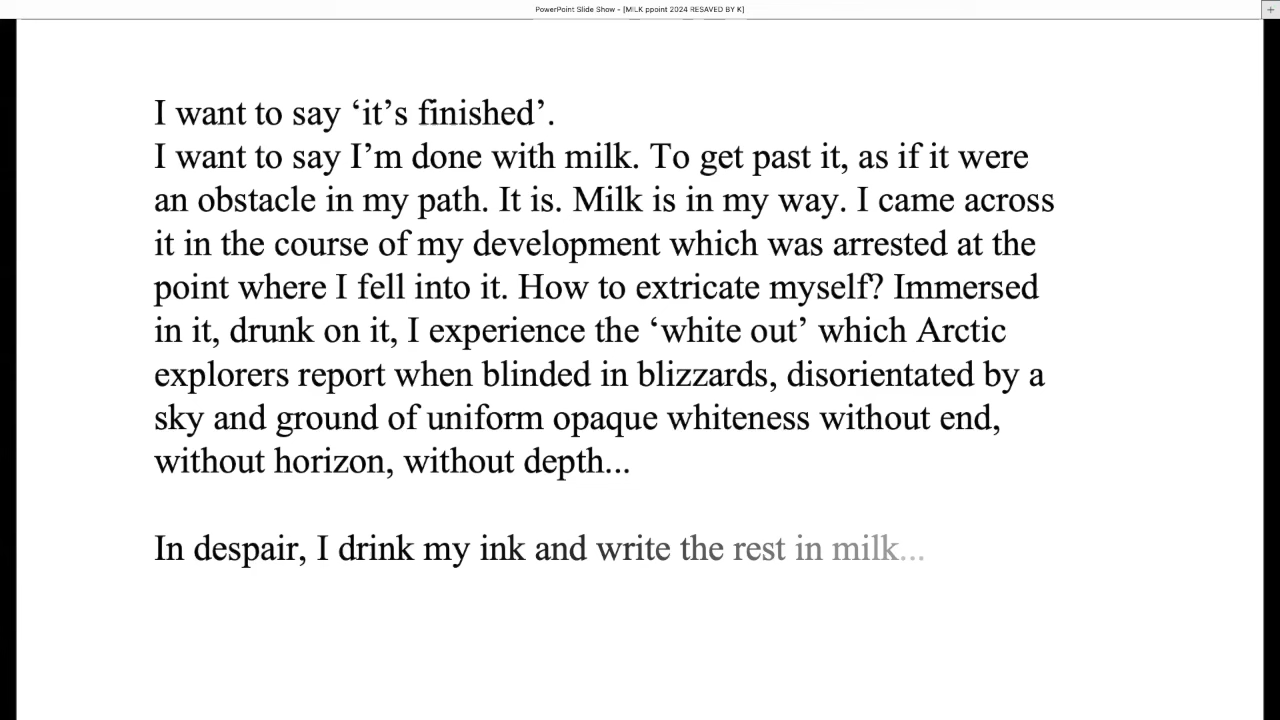 PowerPoint Slide Show - [MILK ppoint 2024 RESAVED BY K]
+
I want to say ‘it’s finished’.
I want to say I’m done with milk. To get past it, as if it were
an obstacle in my path. It is. Milk is in my way. I came across
it in the course of my development which was arrested at the
point where I fell into it. How to extricate myself? Immersed
in it, drunk on it, I experience the ‘white out’ which Arctic
explorers report when blinded in blizzards, disorientated by a
sky and ground of uniform opaque whiteness without end,
without horizon, without depth...
In despair, I drink my ink and write the rest in milk...